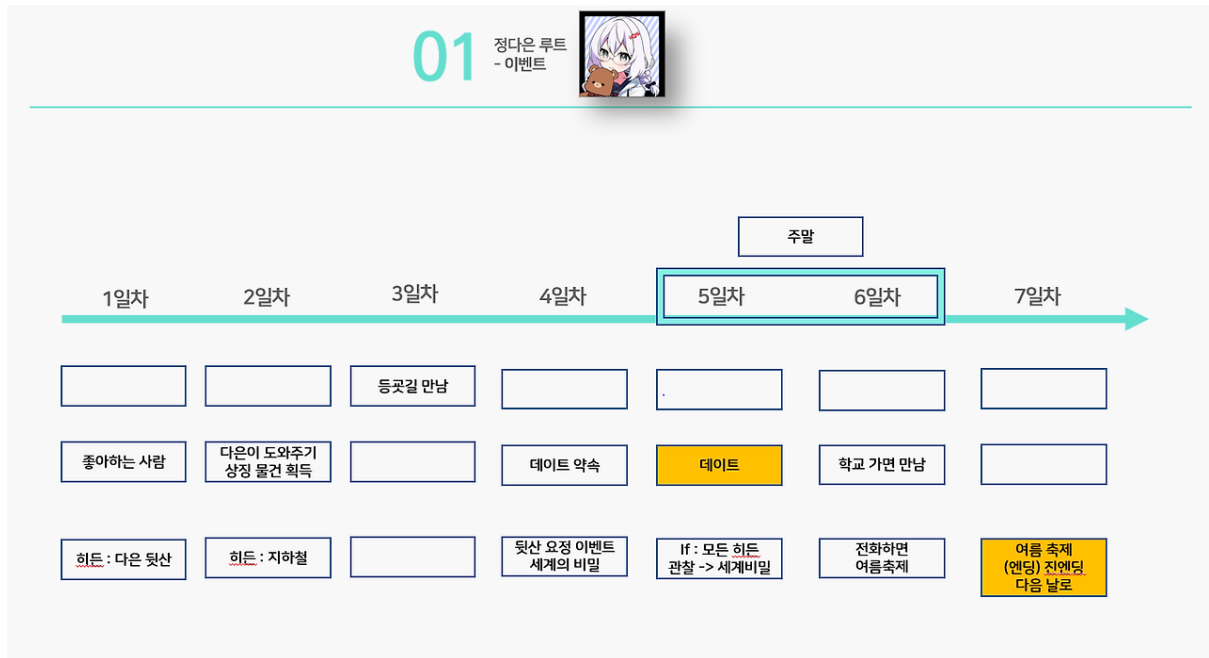 01
정다은 루트
- 이벤트
주말
1일차
2일차
3일차
4일차
5일차
6일차
7일차
등굣길 만남
.
좋아하는 사람
다은이 도와주기
상징 물건 획득
데이트 약속
데이트
학교 가면 만남
히든 : 다은 뒷산
히든 : 지하철
뒷산 요정 이벤트
세계의 비밀
If : 모든 히든
관찰 -> 세계비밀
전화하면
여름축제
여름 축제
(엔딩) 진엔딩
다음 날로